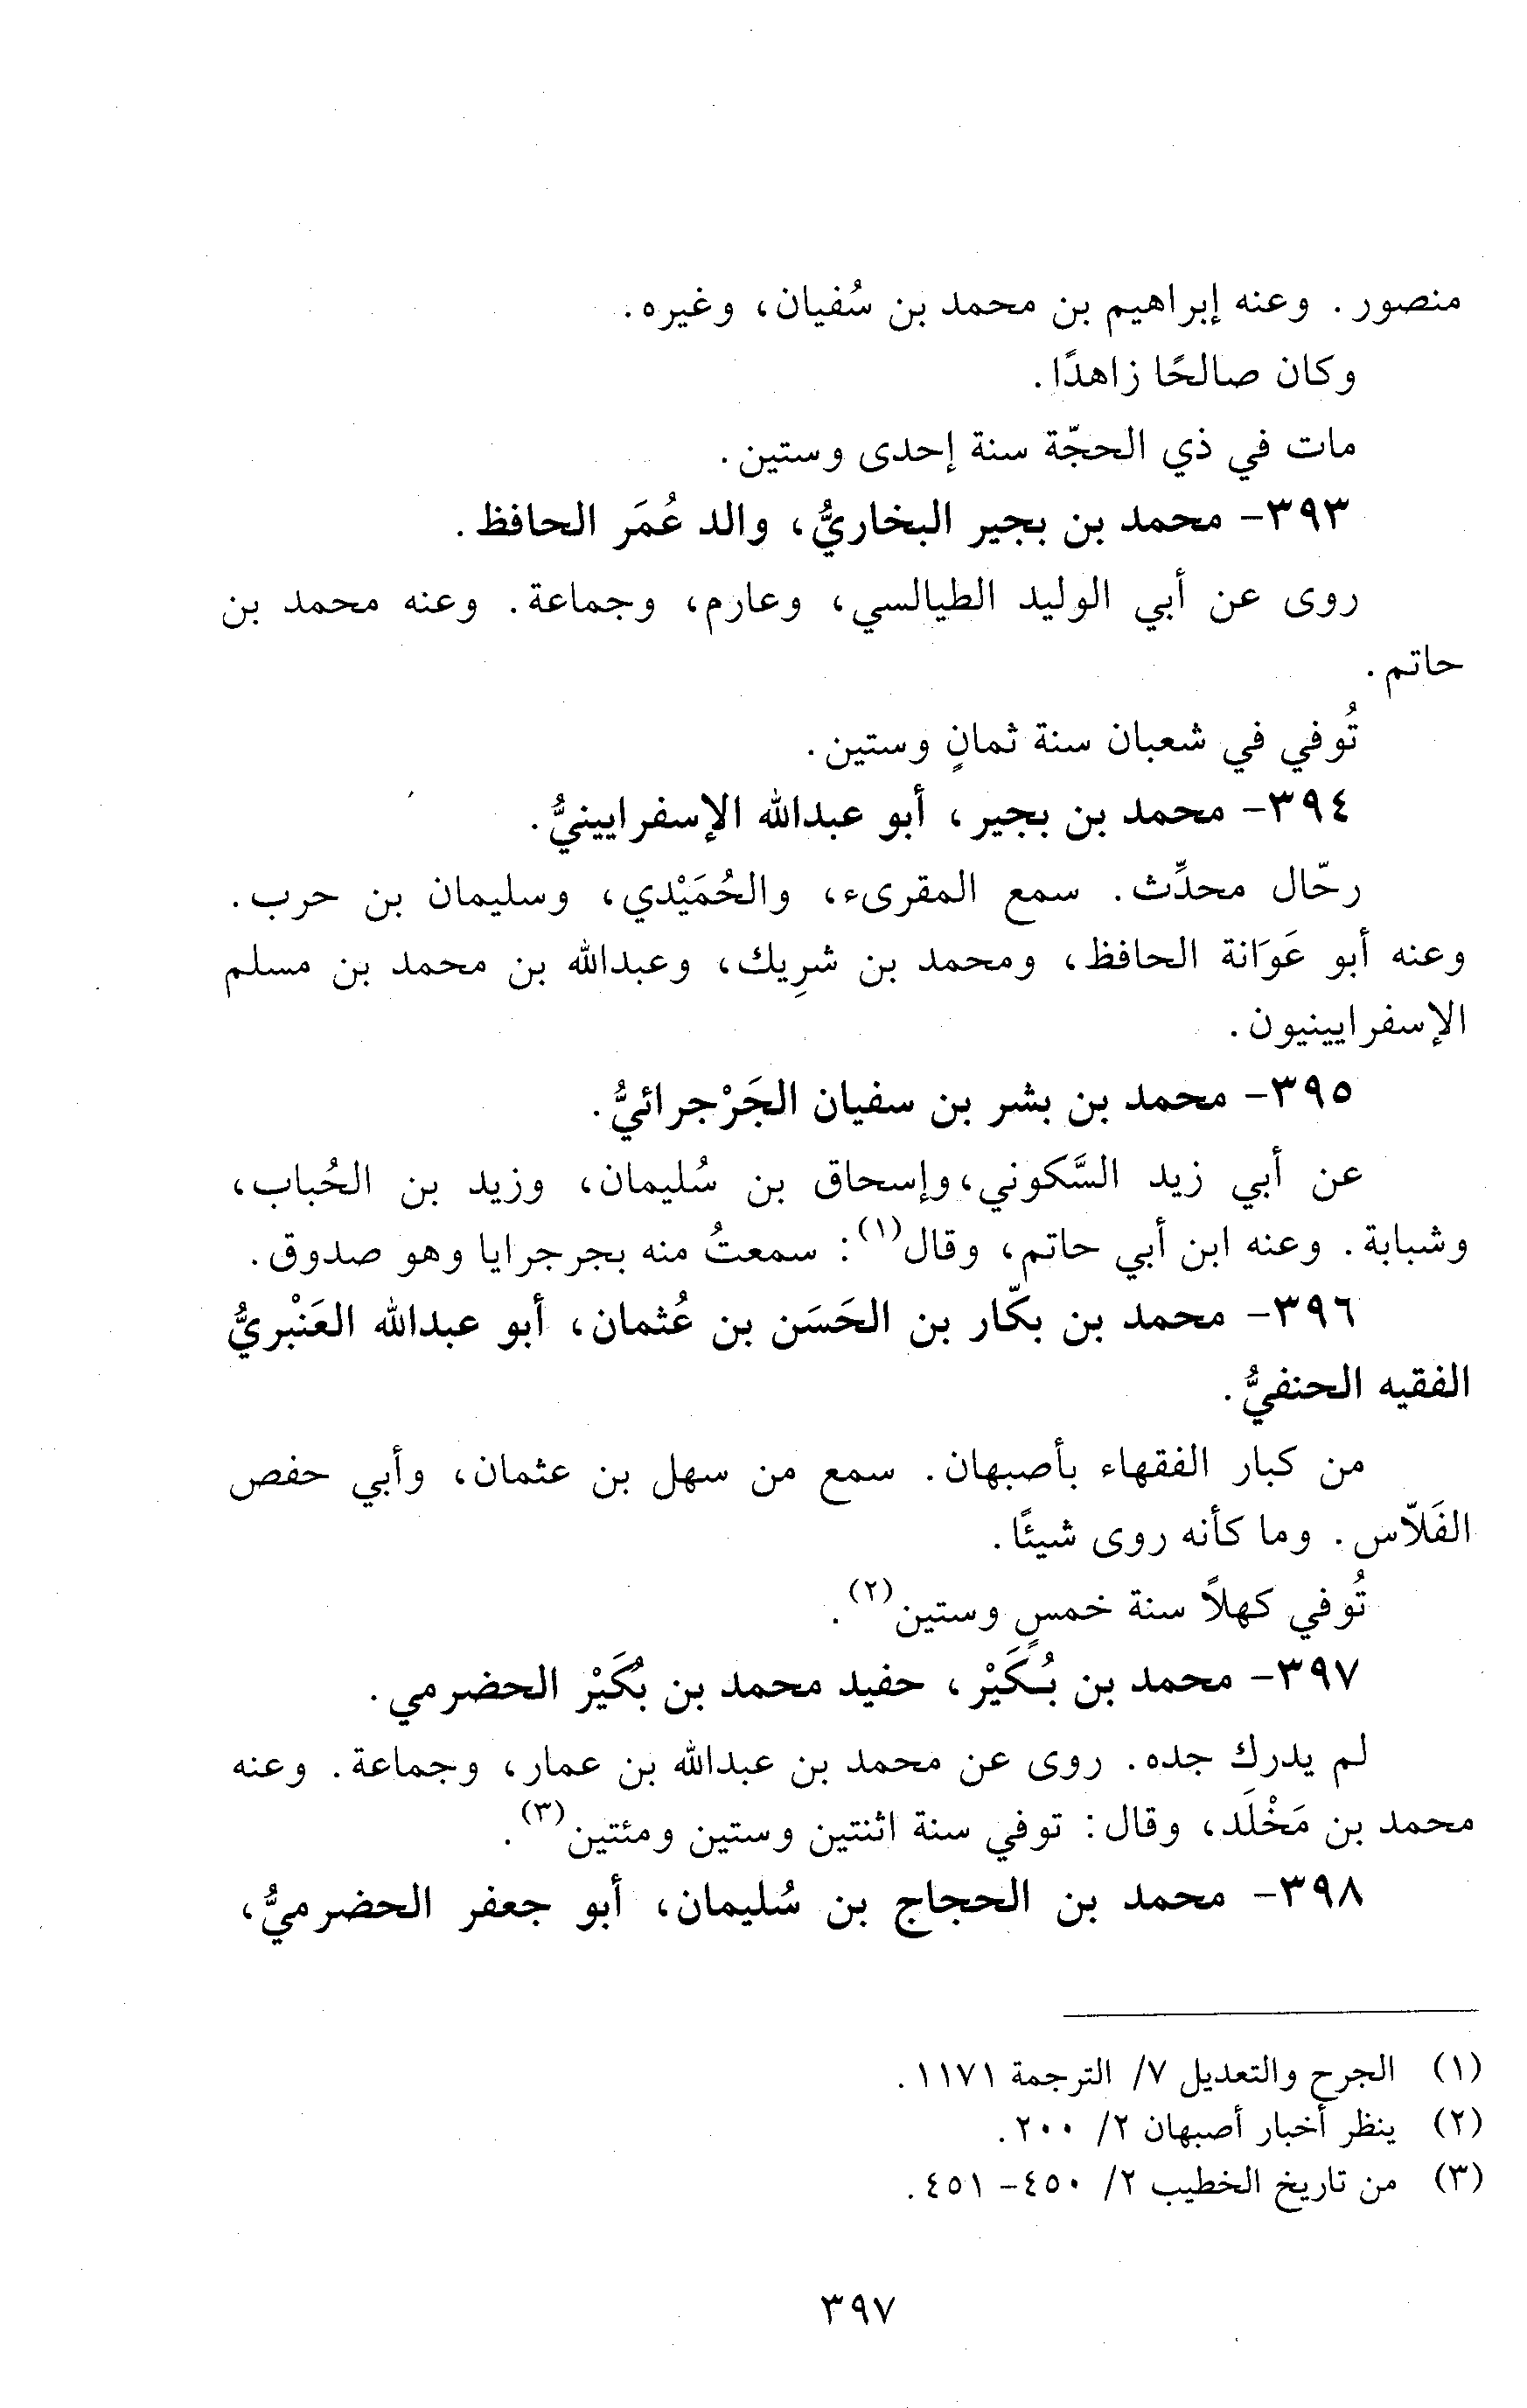 منصور. وعنه إبراهيم بن محمد بن سُفيان، وغيره.
وكان صالحًا زاهدًا.
مات في ذي الحجّة سنة إحدى وستين.
٣٩٣- محمد بن بجير البخاريُّ، والد عُمَر الحافظ.
روى عن أبي الوليد الطيالسي، وعارم، وجماعة. وعنه محمد بن
حاتم.
تُوفي في شعبان سنة ثمانٍ وستين.
٣٩٤- محمد بن بجير، أبو عبدالله الإسفرايينيُّ.
رحّال محدِّث. سمع المقرىء، والحُمَيْدي، وسليمان بن حرب.
وعنه أبو عَوَانة الحافظ، ومحمد بن شرِيك، وعبدالله بن محمد بن مسلم
الإسفرايينيون.
٣٩٥- محمد بن بشر بن سفيان الجَرْجرائيُّ.
عن أبي زيد السَّكوني، وإسحاق بن سُليمان، وزيد بن الحُباب،
وشبابة. وعنه ابن أبي حاتم، وقال(١): سمعتُ منه بجرجرايا وهو صدوق.
٣٩٦- محمد بن بكّار بن الحَسَن بن عُثمان، أبو عبدالله العَنْبريُّ
الفقيه الحنفيُّ.
من كبار الفقهاء بأصبهان. سمع من سهل بن عثمان، وأبي حفص
الفَلاّس. وما كأنه روى شيئًا.
تُوفي كهلاً سنة خمسٍ وستين(٢).
٣٩٧- محمد بن بُـكَيْر، حفيد محمد بن بُكَيْر الحضرمي.
لم يدرك جده. روى عن محمد بن عبدالله بن عمار، وجماعة. وعنه
محمد بن مَخْلَد، وقال: توفي سنة اثنتين وستين ومئتين(٣).
٣٩٨- محمد بن الحجاج بن سُليمان، أبو جعفر الحضرميُّ،
(١) الجرح والتعديل ٧/ الترجمة ١١٧١.
(٢) ينظر أخبار أصبهان ٢/ ٢٠٠.
(٣) من تاريخ الخطيب ٢/ ٤٥٠- ٤٥١.
٣٩٧